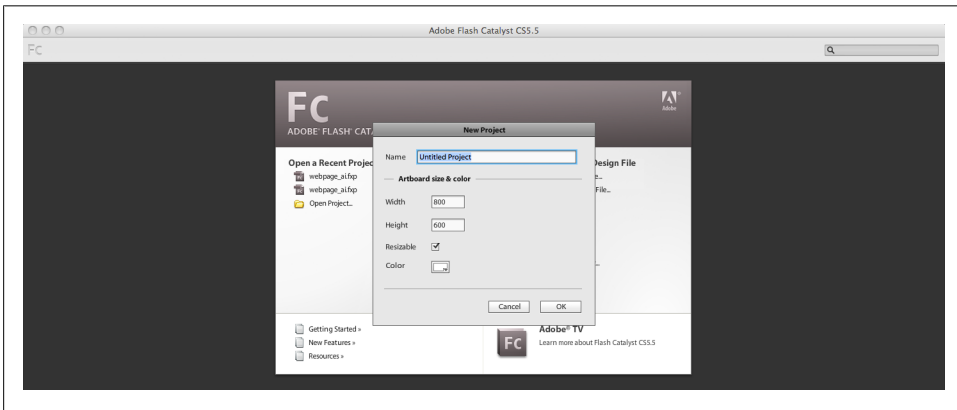 Adobe Flash Catalyst CS5.5
Fc
Fc
Adobe
ADOBE® FLASH® CAT
New Project
Open a Recent Projec
webpage_ai.fxp
webpage_ai.fxp
Open Project...
Name Untitled Project
Artboard size & color
Width 800
Height 600
Resizable
Color
Cancel OK
Design File
e...
File...
...
Getting Started »
New Features »
Resources »
Fc
Adobe® TV
Learn more about Flash Catalyst CS5.5